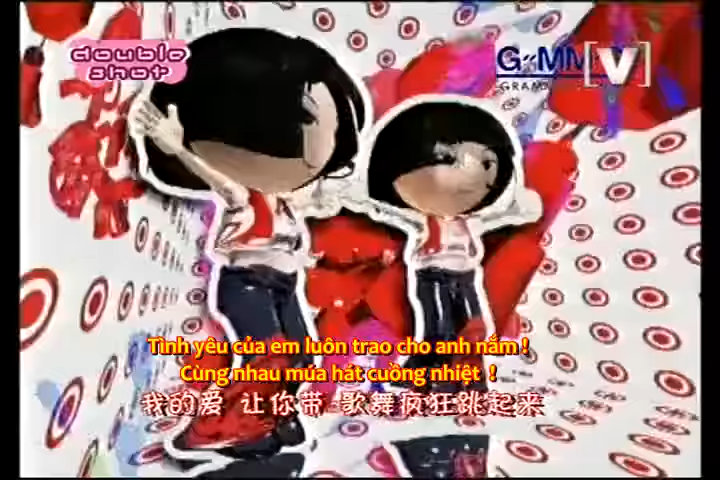 double
shot
GMM
[V]
GRAM
Tình yêu của em luôn trao cho anh nắm !
Cùng nhau múa hát cuồng nhiệt !
我的爱 让你带 歌舞疯狂跳起来